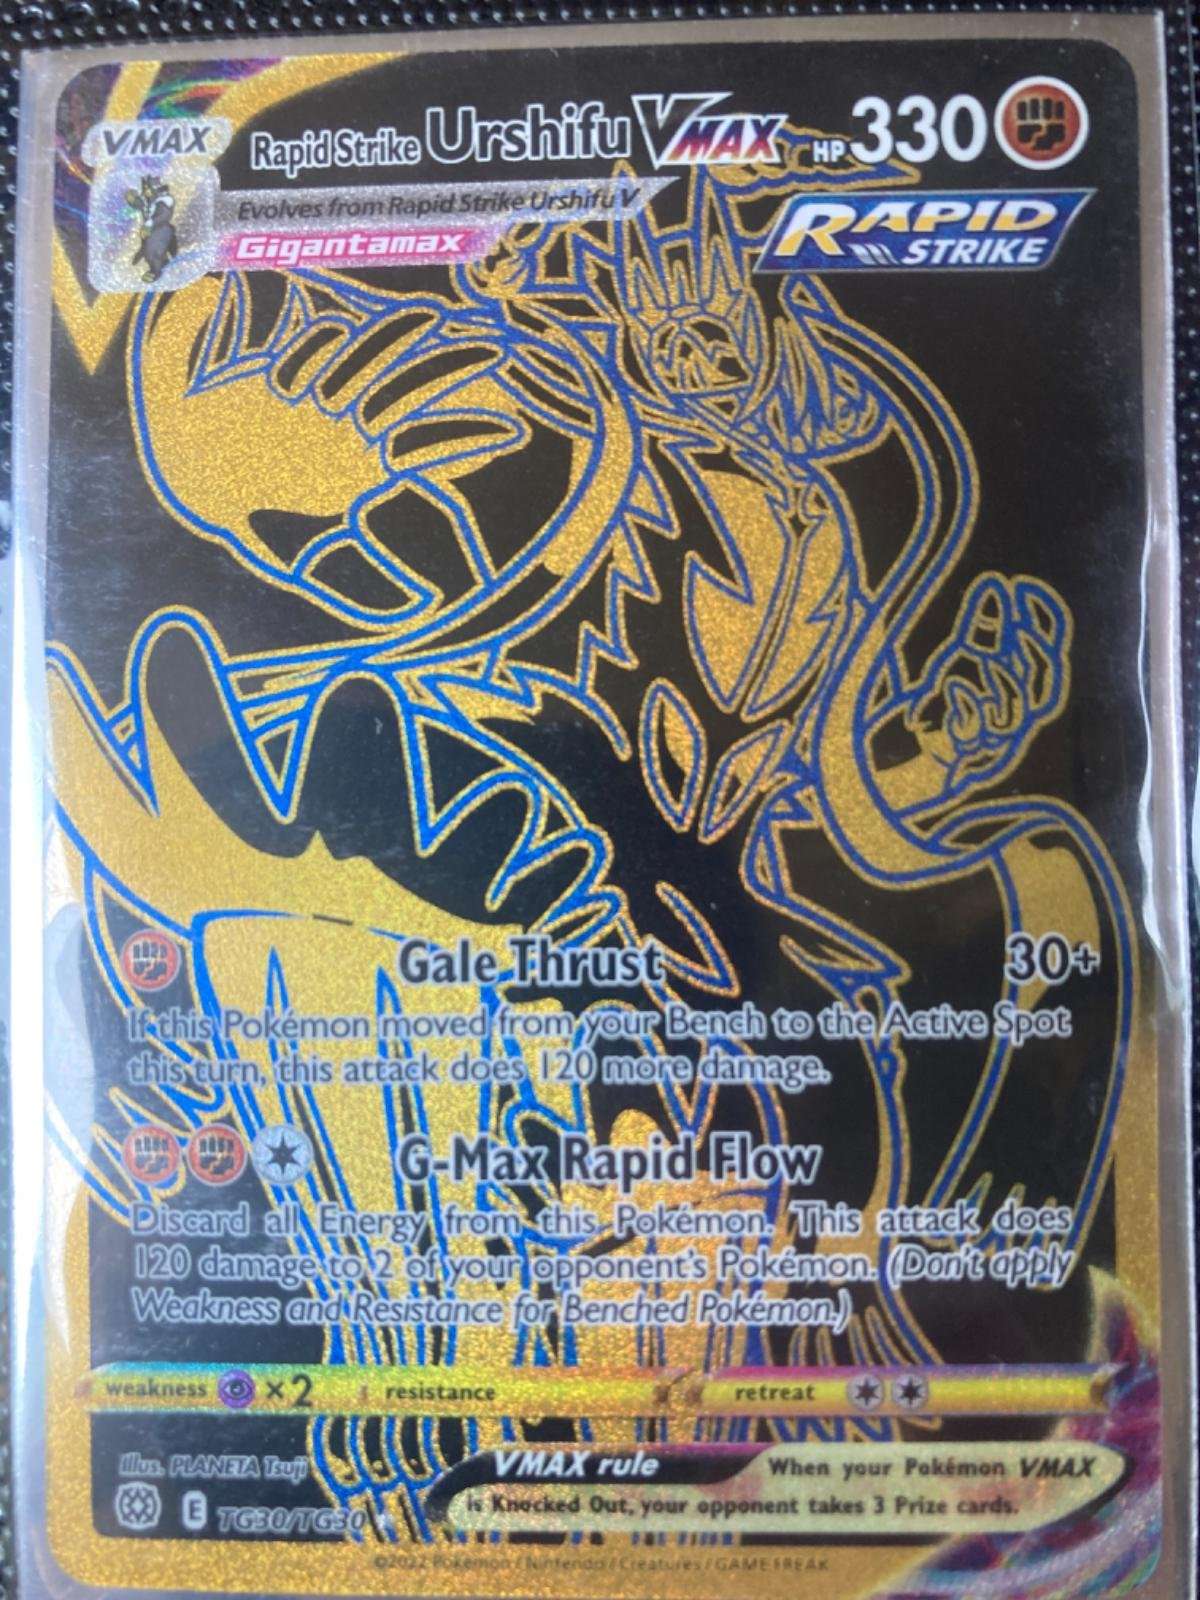 VMAX Rapid Strike Urshifu VMAX HP 330
Evolves from Rapid Strike Urshifu V
Gigantamax
RAPID STRIKE
Gale Thrust 30+
If this Pokémon moved from your Bench to the Active Spot
this turn, this attack does 120 more damage.
G-Max Rapid Flow
Discard all Energy from this Pokémon. This attack does
120 damage to 2 of your opponent's Pokémon. (Don't apply
Weakness and Resistance for Benched Pokémon.)
weakness ×2 resistance retreat
Illus. PLANETA Tsuji
VMAX rule When your Pokémon VMAX
is Knocked Out, your opponent takes 3 Prize cards.
E TG30/TG30
©2022 Pokémon / Nintendo / Creatures / GAME FREAK